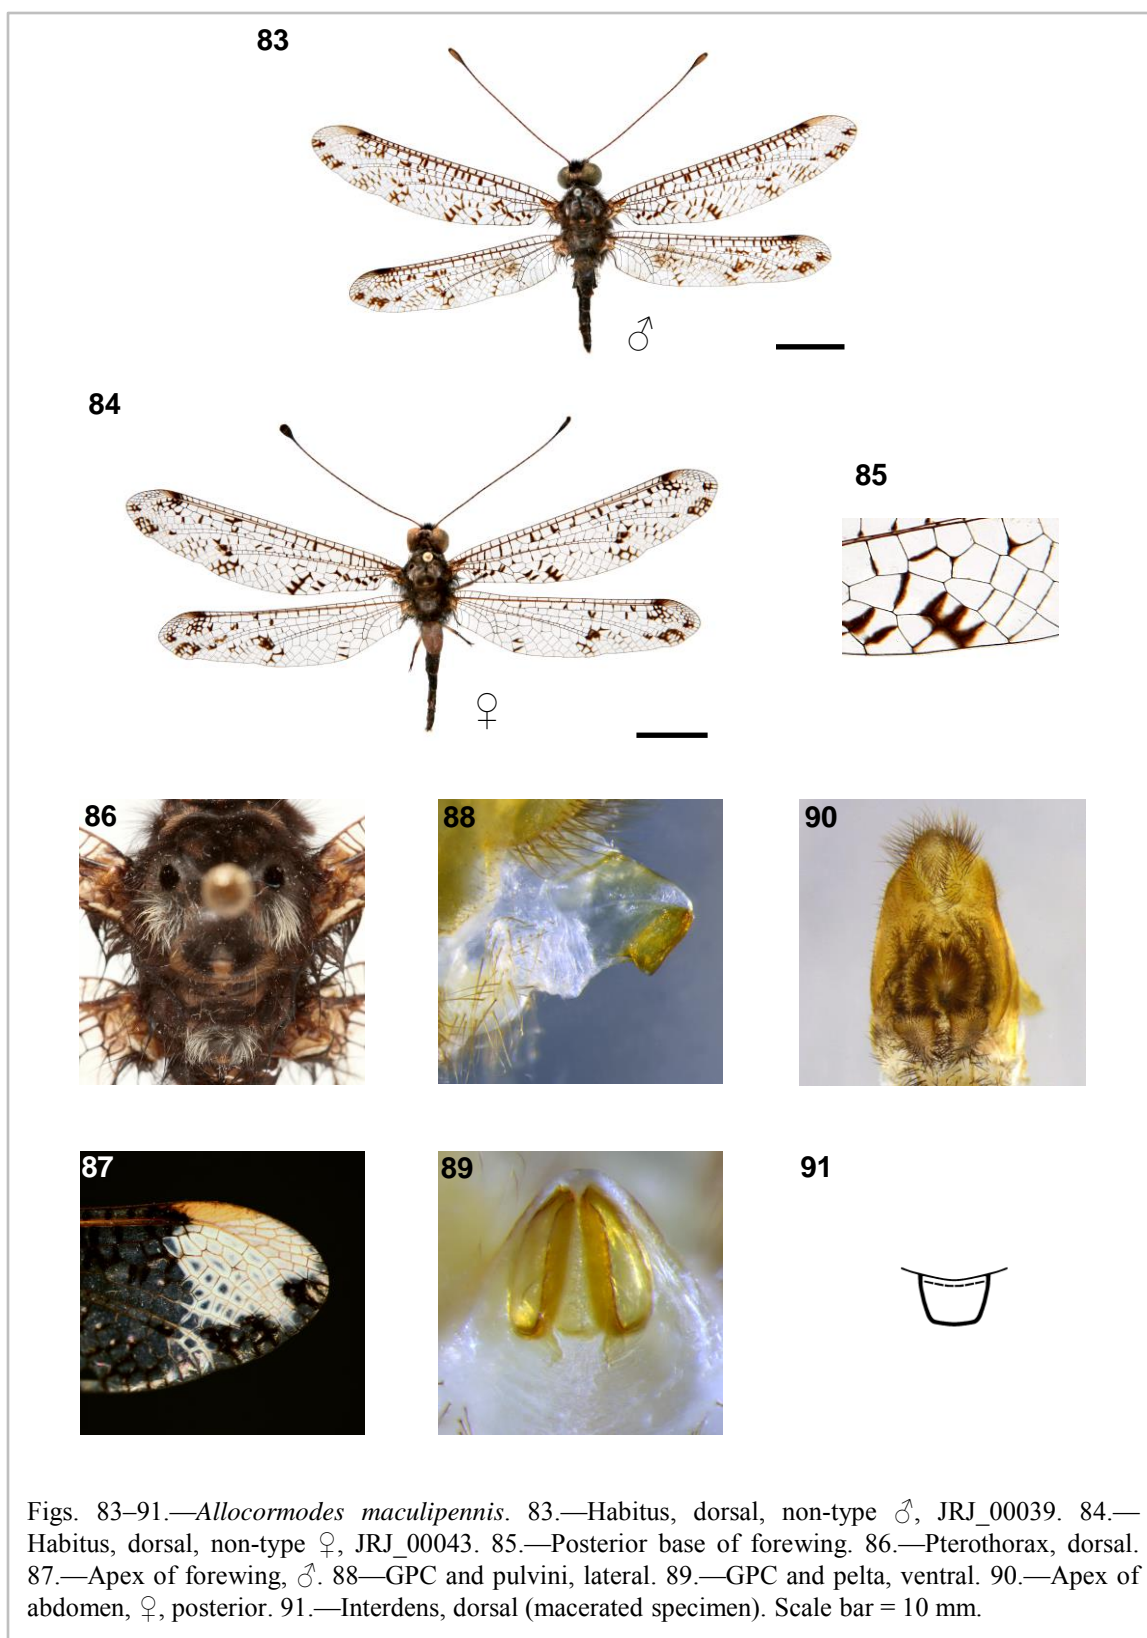 83
♂
84
♀
85
86
88
90
87
89
91
Figs. 83–91.—Allocormodes maculipennis. 83.—Habitus, dorsal, non-type ♂, JRJ_00039. 84.—
Habitus, dorsal, non-type ♀, JRJ_00043. 85.—Posterior base of forewing. 86.—Pterothorax, dorsal.
87.—Apex of forewing, ♂. 88—GPC and pulvini, lateral. 89.—GPC and pelta, ventral. 90.—Apex of
abdomen, ♀, posterior. 91.—Interdens, dorsal (macerated specimen). Scale bar = 10 mm.